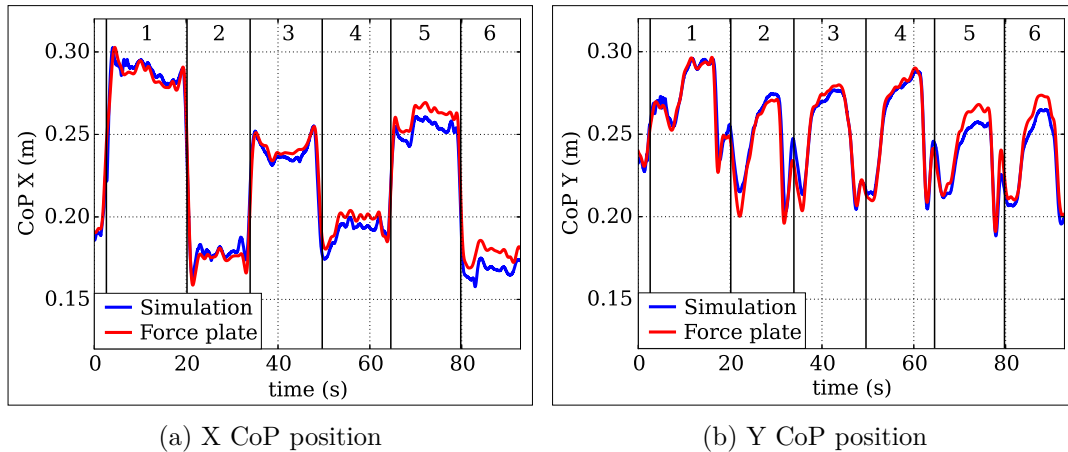 1 2 3 4 5 6
0.30
0.25
0.20
0.15
CoP X (m)
Simulation
Force plate
0 20 40 60 80
time (s)
(a) X CoP position
1 2 3 4 5 6
0.30
0.25
0.20
0.15
CoP Y (m)
Simulation
Force plate
0 20 40 60 80
time (s)
(b) Y CoP position